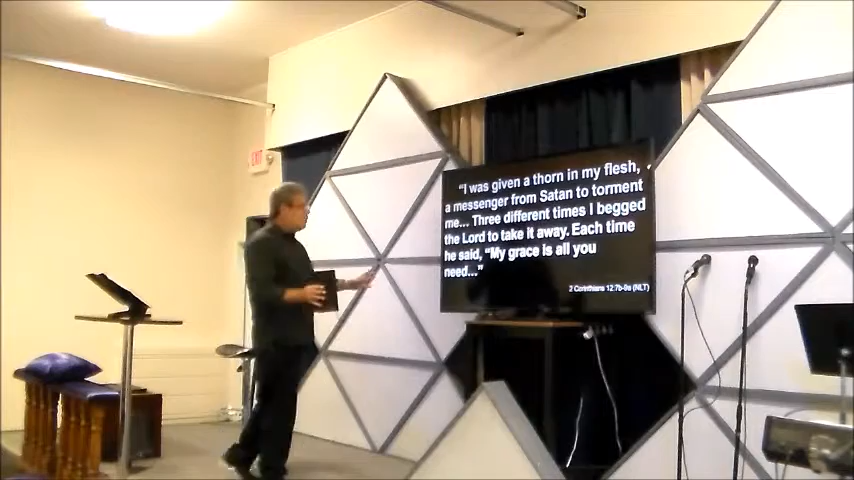 EXIT
"I was given a thorn in my flesh,
a messenger from Satan to torment
me... Three different times I begged
the Lord to take it away. Each time
he said, "My grace is all you
need..."
2 Corinthians 12:7b-9a (NLT)